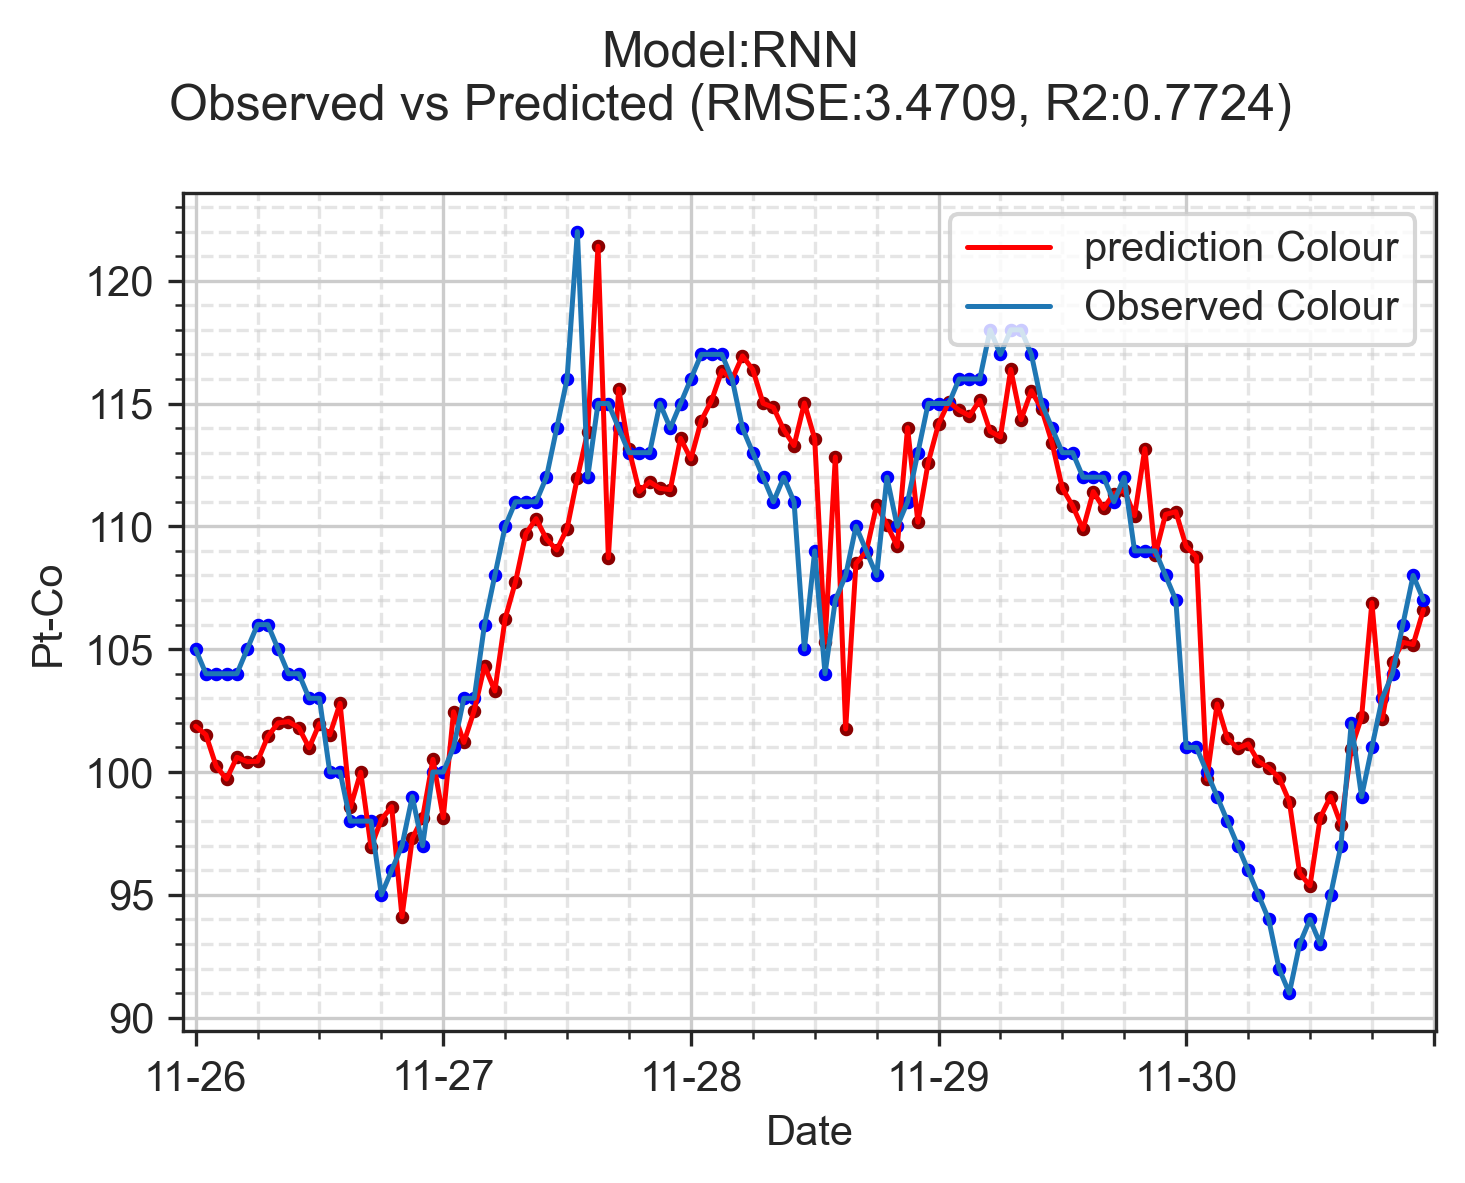 Model:RNN
Observed vs Predicted (RMSE:3.4709, R2:0.7724)
prediction Colour
Observed Colour
120
115
110
105
100
95
90
Pt-Co
11-26 11-27 11-28 11-29 11-30
Date